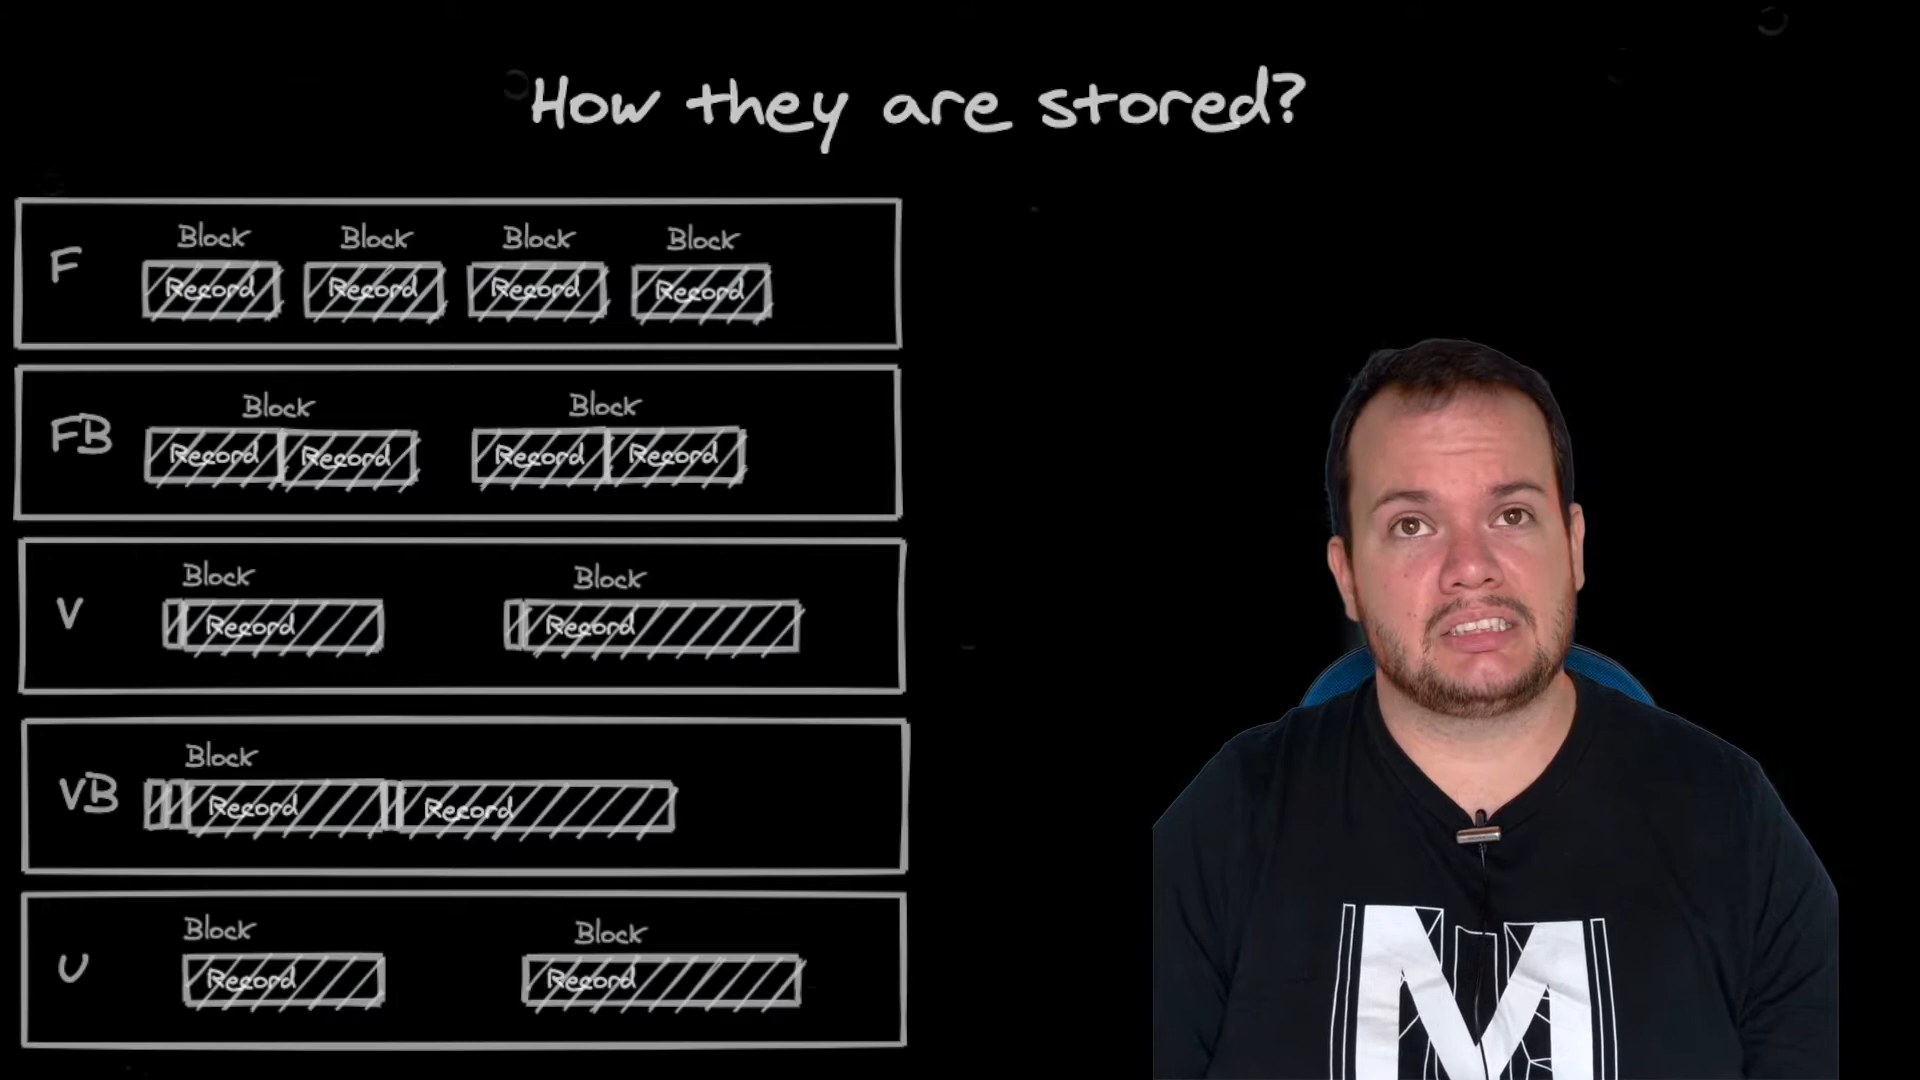 How they are stored?
F
Block Block Block Block
Record Record Record Record
FB
Block Block
Record Record Record Record
V
Block Block
Record Record
VB
Block
Record Record
U
Block Block
Record Record
M